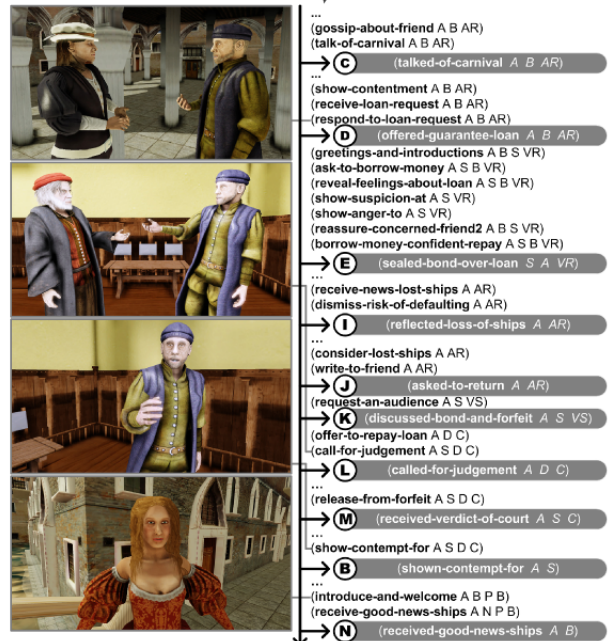 ...
(gossip-about-friend A B AR)
(talk-of-carnival A B AR)
C (talked-of-carnival A B AR)
...
(show-contentment A B AR)
(receive-loan-request A B AR)
(respond-to-loan-request A B AR)
D (offered-guarantee-loan A B AR)
(greetings-and-introductions A B S VR)
(ask-to-borrow-money A S B VR)
(reveal-feelings-about-loan A S B VR)
(show-suspicion-at A S VR)
(show-anger-to A S VR)
(reassure-concerned-friend2 A B S VR)
(borrow-money-confident-repay A S B VR)
E (sealed-bond-over-loan S A VR)
...
(receive-news-lost-ships A AR)
(dismiss-risk-of-defaulting A AR)
I (reflected-loss-of-ships A AR)
...
(consider-lost-ships A AR)
(write-to-friend A AR)
J (asked-to-return A AR)
(request-an-audience A S VS)
K (discussed-bond-and-forfeit A S VS)
(offer-to-repay-loan A D C)
(call-for-judgement A S D C)
L (called-for-judgement A D C)
...
(release-from-forfeit A S D C)
M (received-verdict-of-court A S C)
...
(show-contempt-for A S D C)
B (shown-contempt-for A S)
...
(introduce-and-welcome A B P B)
(receive-good-news-ships A N P B)
N (received-good-news-ships A B)